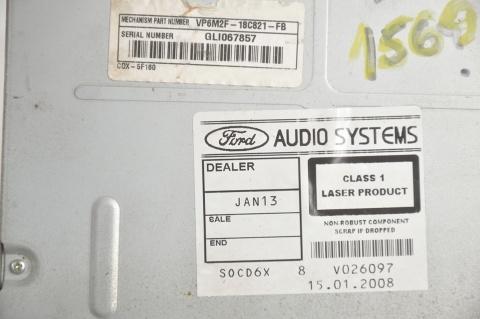 MECHANISM PART NUMBER VP6M2F-18C821-FB
SERIAL NUMBER GLI067857
CDX-5F160
1569
Ford AUDIO SYSTEMS
DEALER
JAN13
SALE
END
CLASS 1
LASER PRODUCT
NON-ROBUST COMPONENT
SCRAP IF DROPPED
SOCD6X 8 V026097
15.01.2008